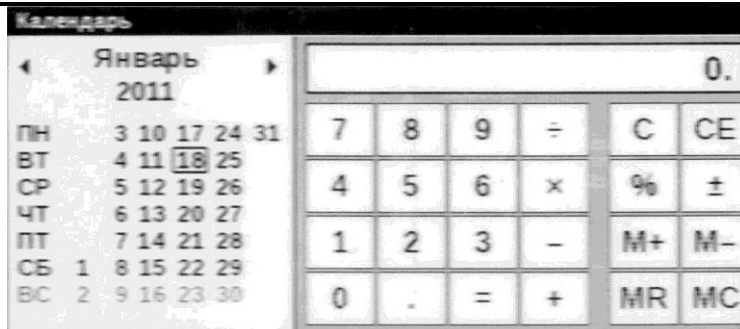 Календарь
Январь
2011
ПН 3 10 17 24 31
ВТ 4 11 18 25
СР 5 12 19 26
ЧТ 6 13 20 27
ПТ 7 14 21 28
СБ 1 8 15 22 29
ВС 2 9 16 23 30
0.
7 8 9 ÷ C CE
4 5 6 × % ±
1 2 3 − M+ M−
0 . = + MR MC